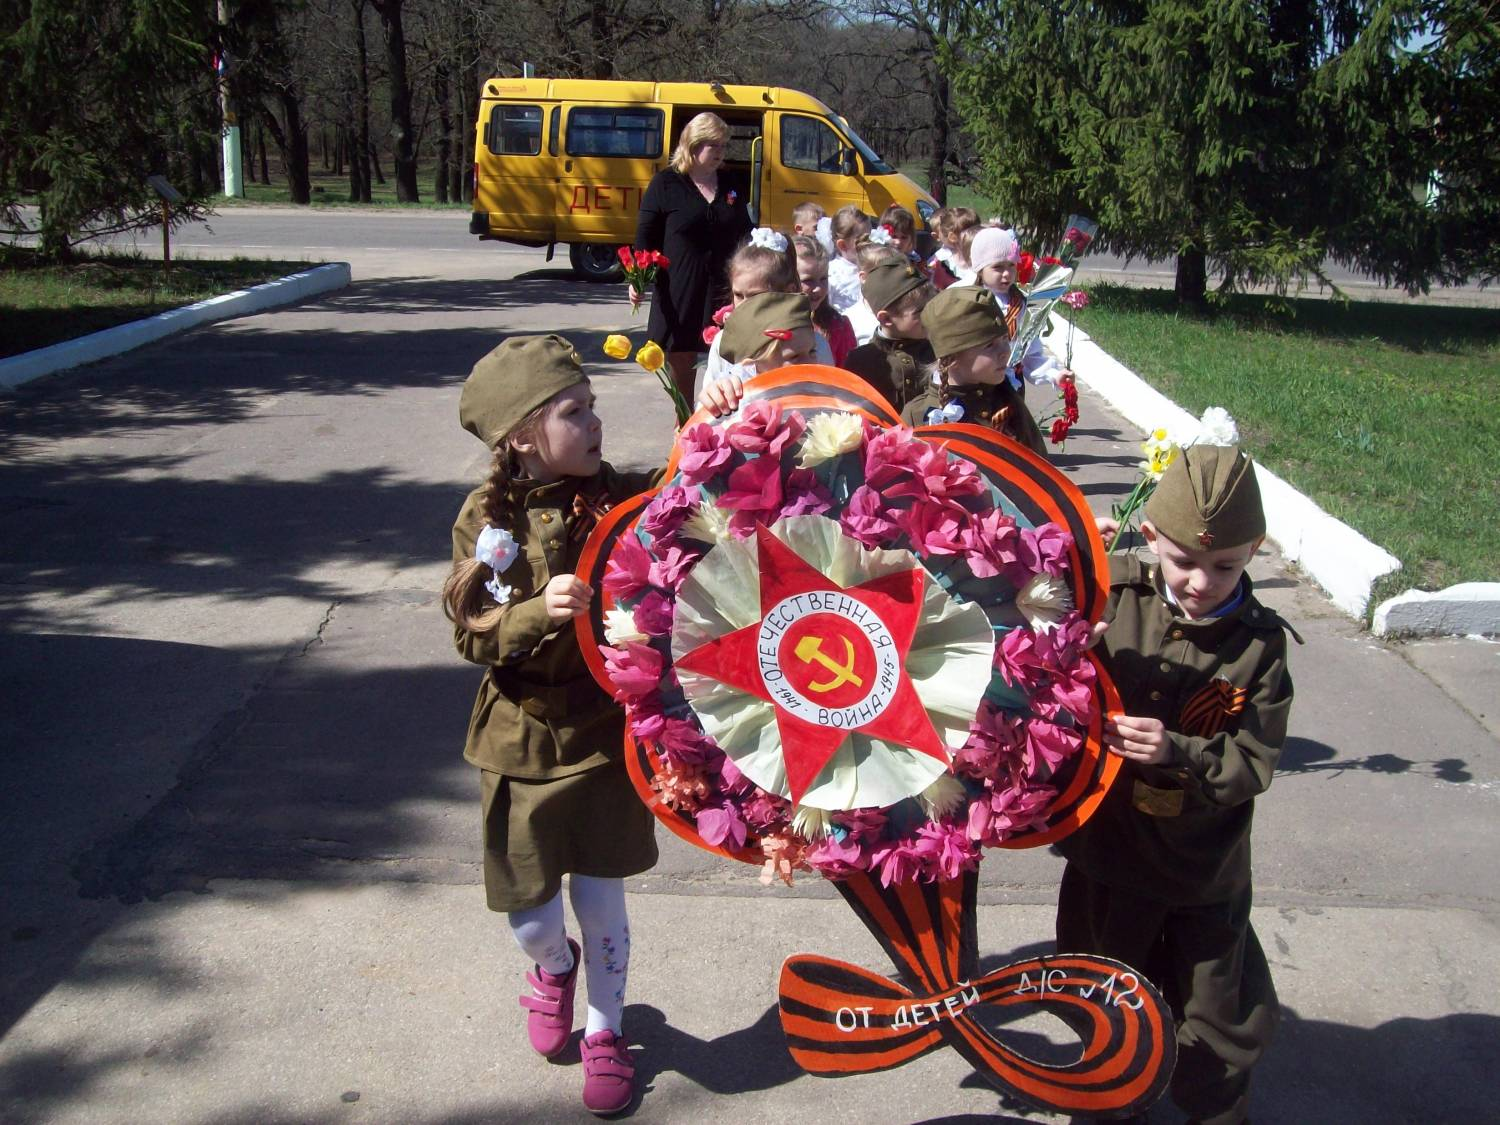 ДЕТИ
ОТЕЧЕСТВЕННАЯ
ВОЙНА
-1941-
-1945-
ОТ ДЕТЕЙ Д/С №12